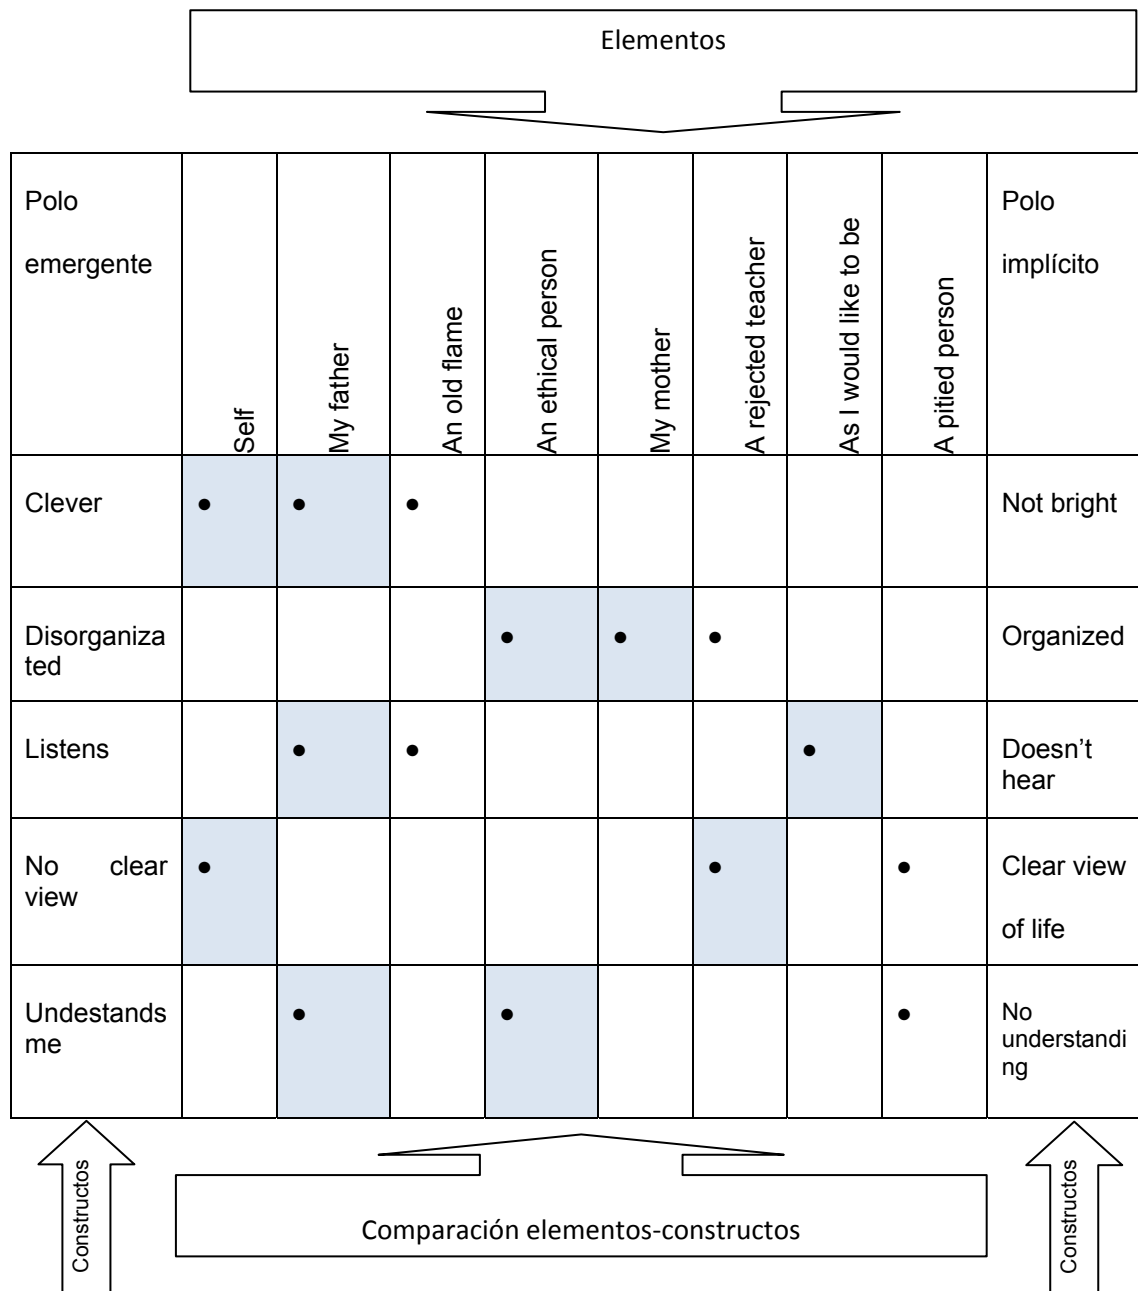 Elementos
Polo
emergente
Self
My father
An old flame
An ethical person
My mother
A rejected teacher
As I would like to be
A pitied person
Polo
implícito
Clever
• • •
Not bright
Disorganiza
ted
• • •
Organized
Listens
• • •
Doesn’t
hear
No clear
view
• • •
Clear view
of life
Undestands
me
• • •
No
understandi
ng
Constructos
Comparación elementos-constructos
Constructos